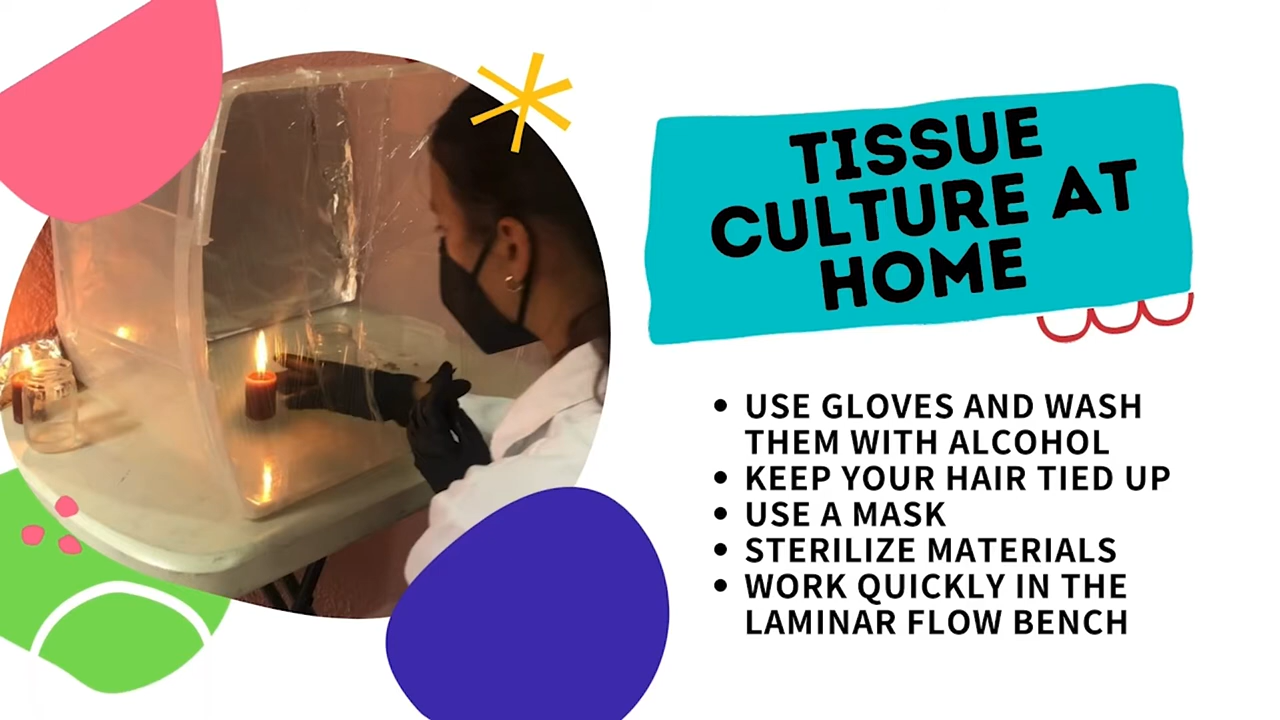 TISSUE
CULTURE AT
HOME
• USE GLOVES AND WASH
THEM WITH ALCOHOL
• KEEP YOUR HAIR TIED UP
• USE A MASK
• STERILIZE MATERIALS
• WORK QUICKLY IN THE
LAMINAR FLOW BENCH